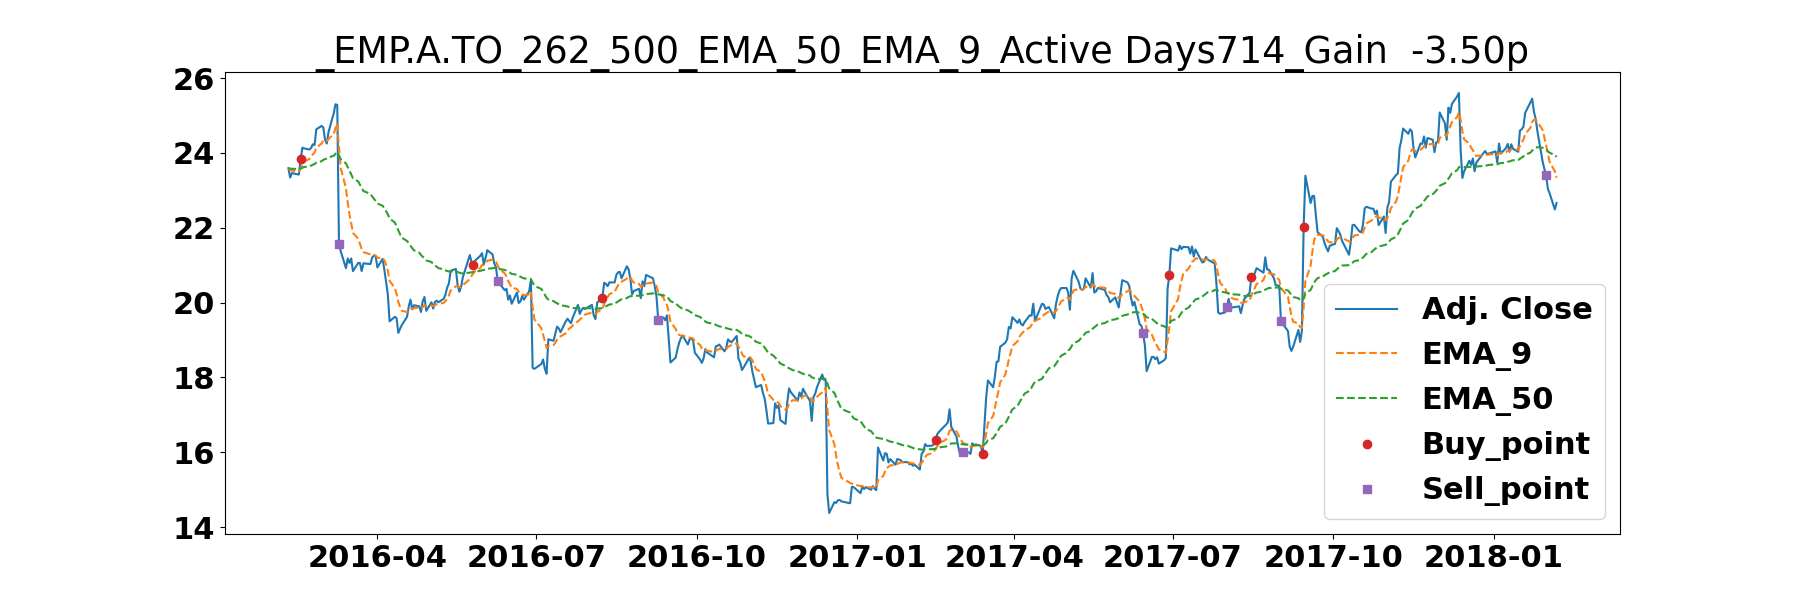 _EMP.A.TO_262_500_EMA_50_EMA_9_Active Days714_Gain  -3.50p
26
24
22
20
18
16
14
Adj. Close
EMA_9
EMA_50
Buy_point
Sell_point
2016-04 2016-07 2016-10 2017-01 2017-04 2017-07 2017-10 2018-01